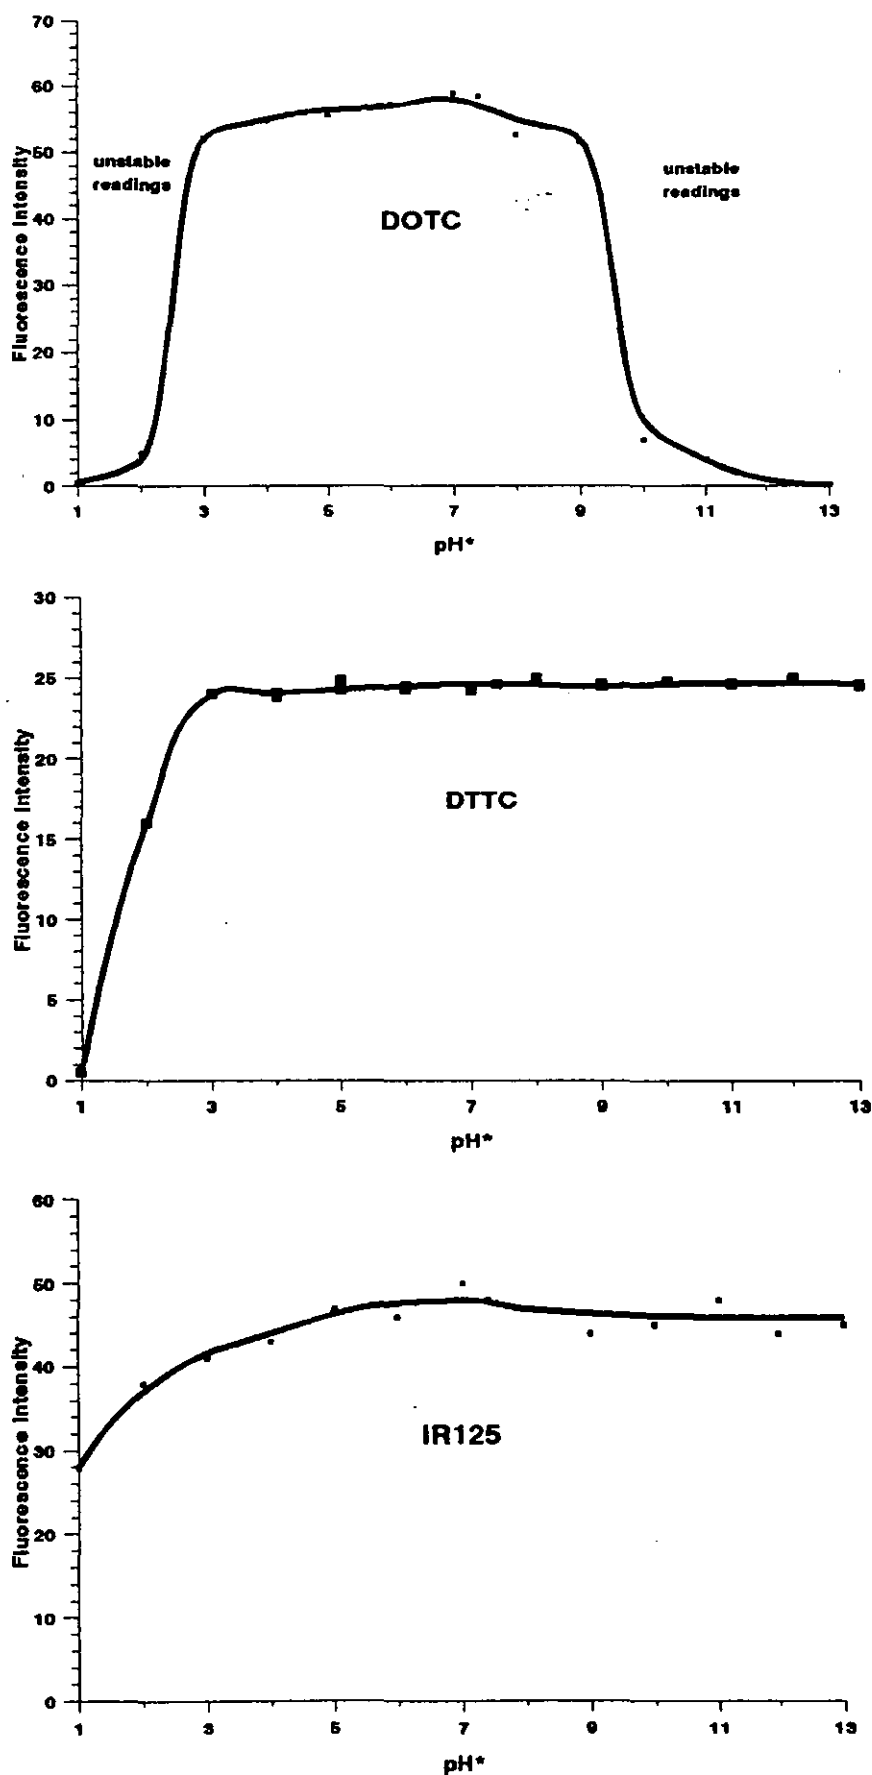 70
60
50
40
30
20
10
0
Fluorescence Intensity
unstable
readings
DOTC
unstable
readings
1 3 5 7 9 11 13
pH*
30
25
20
15
10
5
0
Fluorescence Intensity
DTTC
1 3 5 7 9 11 13
pH*
60
50
40
30
20
10
0
Fluorescence Intensity
IR125
1 3 5 7 9 11 13
pH*